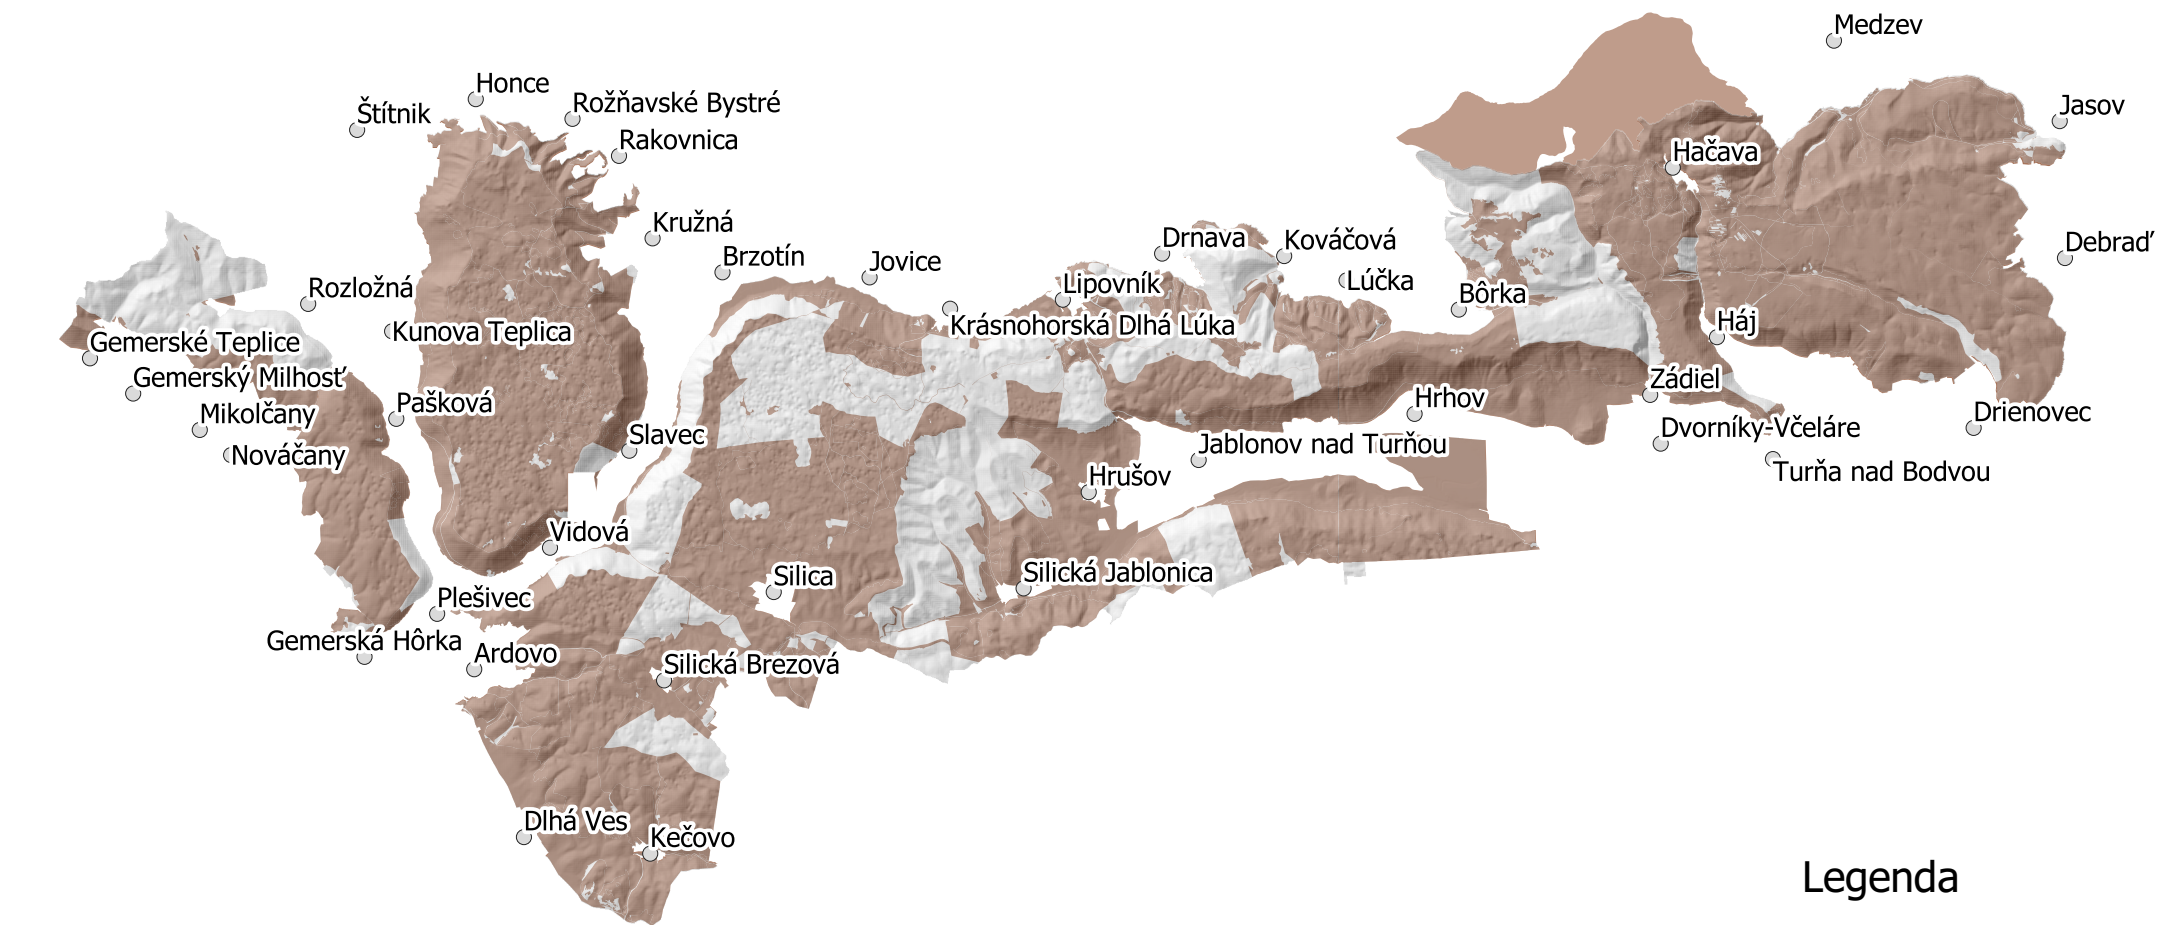 Medzev
Honce
Rožňavské Bystré
Štítnik
Jasov
Rakovnica
Hačava
Kružná
Drnava
Kováčová
Debraď
Brzotín
Jovice
Lúčka
Lipovník
Rozložná
Bôrka
Krásnohorská Dlhá Lúka
Háj
Kunova Teplica
Gemerské Teplice
Gemerský Milhosť
Zádiel
Hrhov
Pašková
Mikolčany
Drienovec
Dvorníky-Včeláre
Slavec
Jablonov nad Turňou
Nováčany
Turňa nad Bodvou
Hrušov
Vidová
Silica
Silická Jablonica
Plešivec
Gemerská Hôrka
Ardovo
Silická Brezová
Dlhá Ves
Kečovo
Legenda